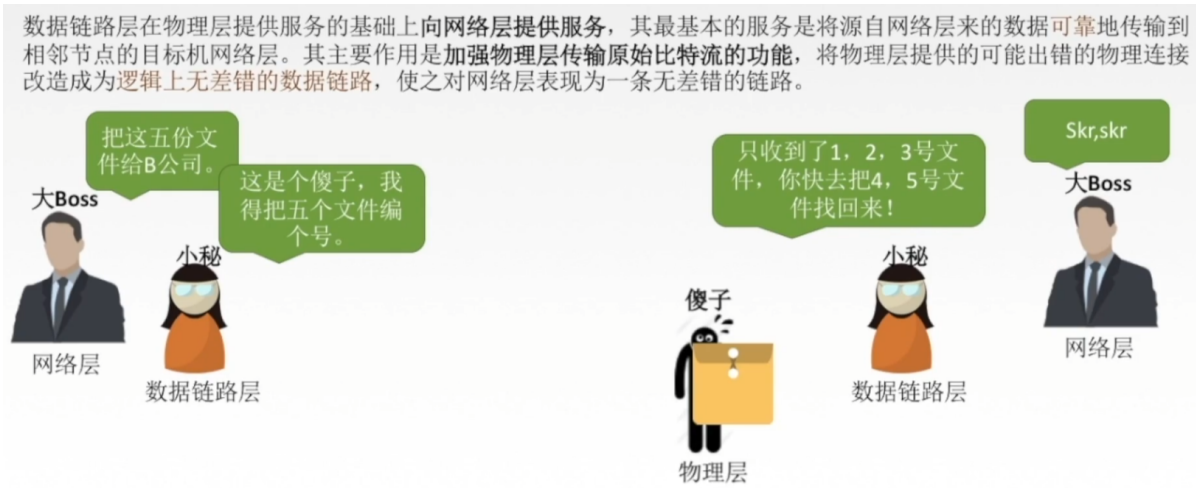 数据链路层在物理层提供服务的基础上向网络层提供服务，其最基本的服务是将源自网络层来的数据可靠地传输到
相邻节点的目标机网络层。其主要作用是加强物理层传输原始比特流的功能，将物理层提供的可能出错的物理连接
改造成为逻辑上无差错的数据链路，使之对网络层表现为一条无差错的链路。
把这五份文
件给B公司。
大Boss
这是个傻子，我
得把五个文件编
个号。
小秘
网络层
数据链路层
只收到了1，2，3号文
件，你快去把4，5号文
件找回来！
Skr,skr
大Boss
小秘
傻子
网络层
数据链路层
物理层